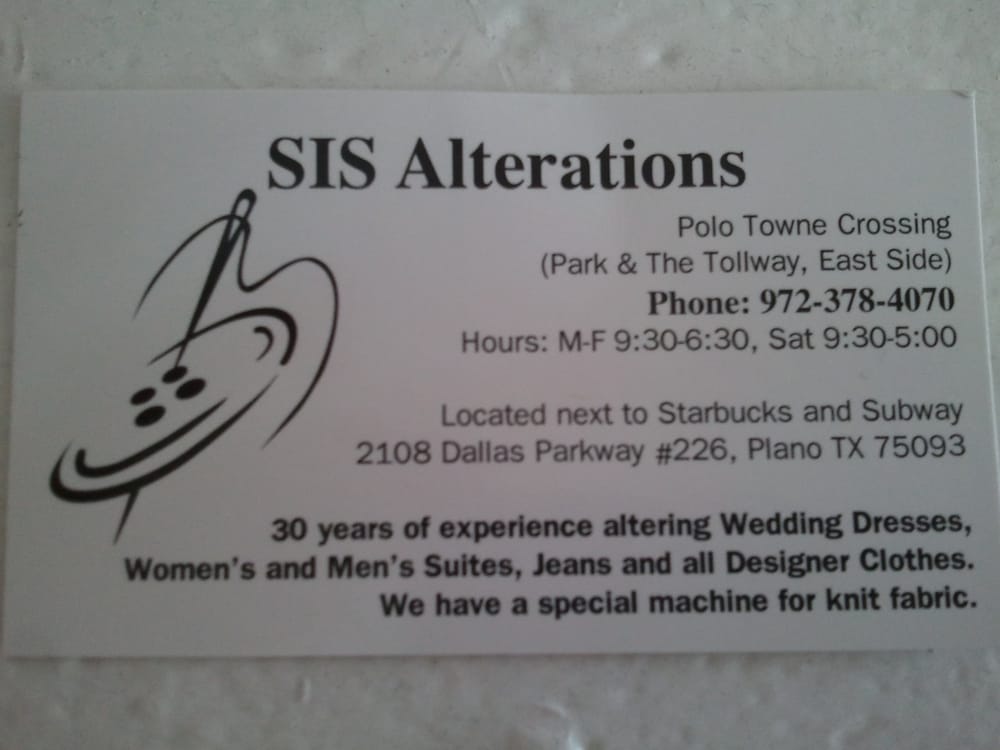 SIS Alterations
Polo Towne Crossing
(Park & The Tollway, East Side)
Phone: 972-378-4070
Hours: M-F 9:30-6:30, Sat 9:30-5:00
Located next to Starbucks and Subway
2108 Dallas Parkway #226, Plano TX 75093
30 years of experience altering Wedding Dresses,
Women's and Men's Suites, Jeans and all Designer Clothes.
We have a special machine for knit fabric.